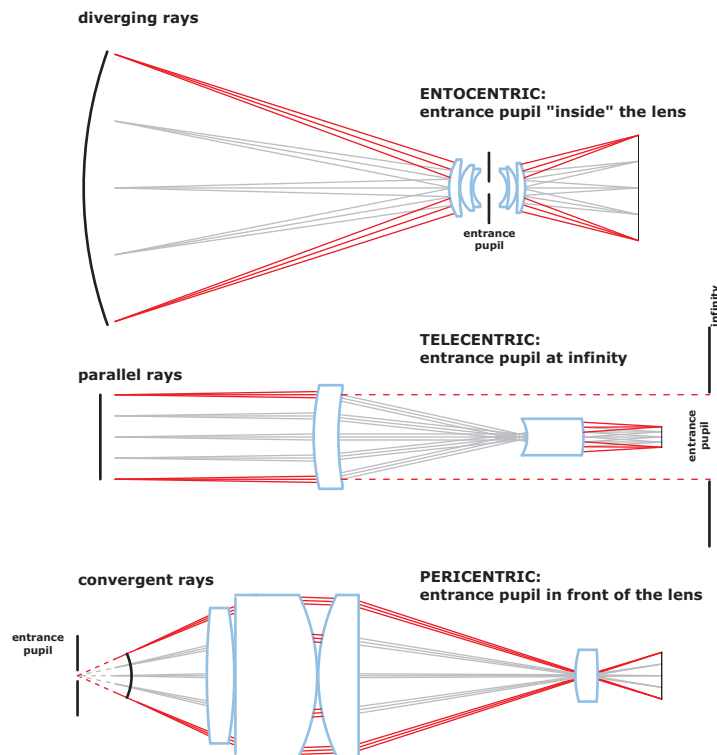 diverging rays
ENTOCENTRIC:
entrance pupil "inside" the lens
entrance
pupil
infinity
TELECENTRIC:
entrance pupil at infinity
parallel rays
entrance
pupil
convergent rays
PERICENTRIC:
entrance pupil in front of the lens
entrance
pupil